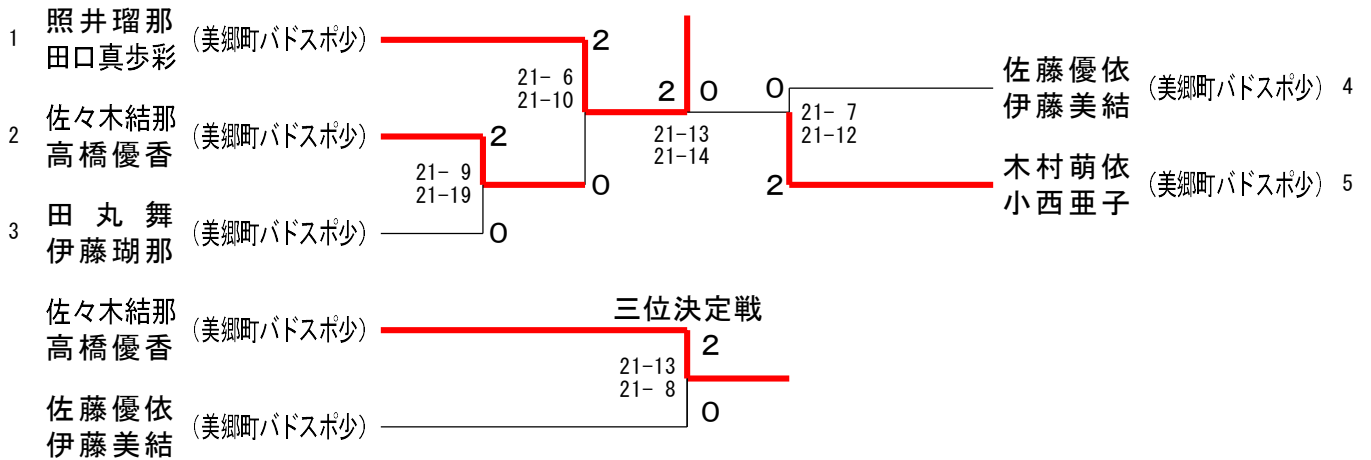 1 照井瑠那 (美郷町バドスポ少) 2
田口真歩彩
21- 6
21-10
2 0
0 佐藤優依 (美郷町バドスポ少) 4
伊藤美結
21- 7
21-12
2 佐々木結那 (美郷町バドスポ少) 2
高橋優香
21-13
21-14
21- 9
21-19
0
2 木村萌依 (美郷町バドスポ少) 5
小西亜子
3 田丸舞 (美郷町バドスポ少) 0
伊藤瑚那
三位決定戦
佐々木結那 (美郷町バドスポ少) 2
高橋優香
21-13
21- 8
佐藤優依 (美郷町バドスポ少) 0
伊藤美結